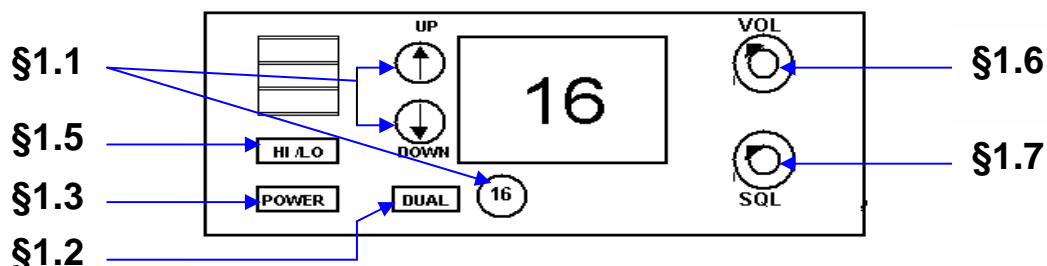 UP
VOL
§1.1
§1.6
16
§1.5
HI /LO
DOWN
§1.7
§1.3
POWER
DUAL
16
SQL
§1.2